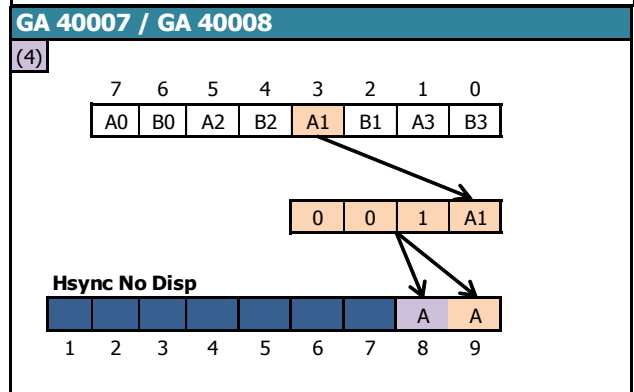 GA 40007 / GA 40008
(4)
7 6 5 4 3 2 1 0
A0 B0 A2 B2 A1 B1 A3 B3
0 0 1 A1
Hsync No Disp
A A
1 2 3 4 5 6 7 8 9